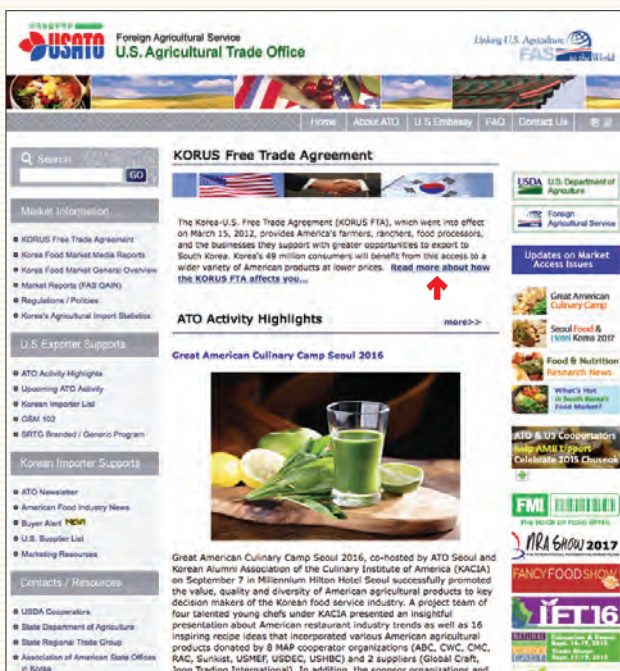 USATO
Foreign Agricultural Service
U.S. Agricultural Trade Office
Linking U.S. Agriculture
FAS
to the World
Home
About ATO
U.S Embassy
FAQ
Contact Us
Search
GO
Market Information
KORUS Free Trade Agreement
Korea Food Market Media Reports
Korea Food Market General Overview
Market Reports (FAS GAIN)
Regulations / Policies
Korea's Agricultural Import Statistics
U.S Exporter Supports
ATO Activity Highlights
Upcoming ATO Activity
Korean Importer List
GSM 102
SRTG Branded / Generic Program
Korean Importer Supports
ATO Newsletter
American Food Industry News
Buyer Alert NEW!
U.S. Supplier List
Marketing Resources
Contacts / Resources
USDA Cooperators
State Department of Agriculture
State Regional Trade Group
Association of American State Offices
in Korea
KORUS Free Trade Agreement
The Korea-U.S. Free Trade Agreement (KORUS FTA), which went into effect
on March 15, 2012, provides America's farmers, ranchers, food processors,
and the businesses they support with greater opportunities to export to
South Korea. Korea's 49 million consumers will benefit from this access to a
wider variety of American products at lower prices. Read more about how
the KORUS FTA affects you...
ATO Activity Highlights
more>>
Great American Culinary Camp Seoul 2016
Great American Culinary Camp Seoul 2016, co-hosted by ATO Seoul and
Korean Alumni Association of the Culinary Institute of America (KACIA)
on September 7 in Millennium Hilton Hotel Seoul successfully promoted
the value, quality and diversity of American agricultural products to key
decision makers of the Korean food service industry. A project team of
four talented young chefs under KACIA presented an insightful
presentation about American restaurant industry trends as well as 16
inspiring recipe ideas that incorporated various American agricultural
products donated by 8 MAP cooperator organizations (ABC, CWC, CMC,
RAC, Sunkist, USMEF, USDEC, USHBC) and 2 suppliers (Global Craft,
Joon Trading International). In addition, the sponsor organizations and
USDA U.S. Department of
Agriculture
Foreign
Agricultural Service
Updates on Market
Access Issues
Great American
Culinary Camp
Seoul Food &
Hotel Korea 2017
Food & Nutrition
Research News
What's Hot
in South Korea's
Food Market?
ATO & US Cooportators
help AMB Lippert
Celebrate 2015 Chuseok
FMI
THE VOICE OF FOOD RETAIL
NRA SHOW 2017
FANCY FOOD SHOW
IFT16